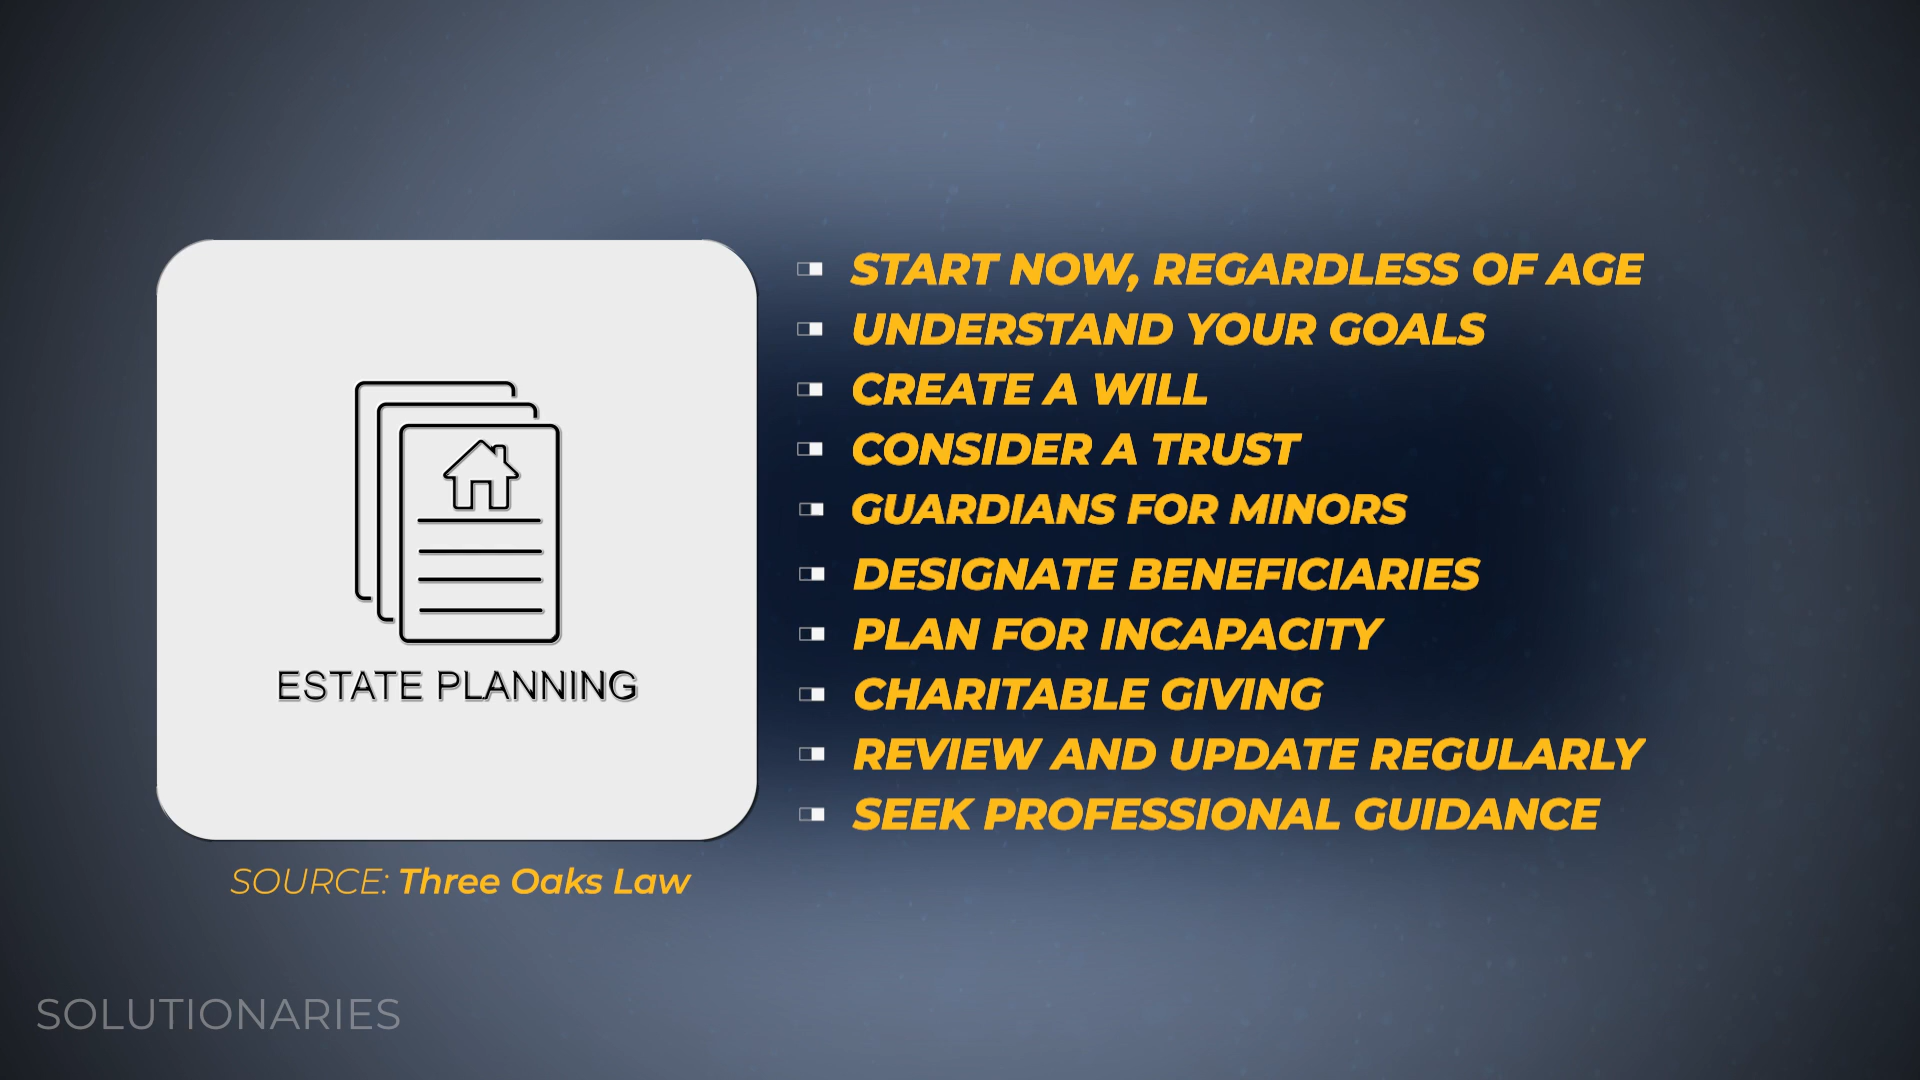 ESTATE PLANNING
SOURCE: Three Oaks Law
START NOW, REGARDLESS OF AGE
UNDERSTAND YOUR GOALS
CREATE A WILL
CONSIDER A TRUST
GUARDIANS FOR MINORS
DESIGNATE BENEFICIARIES
PLAN FOR INCAPACITY
CHARITABLE GIVING
REVIEW AND UPDATE REGULARLY
SEEK PROFESSIONAL GUIDANCE
SOLUTIONARIES